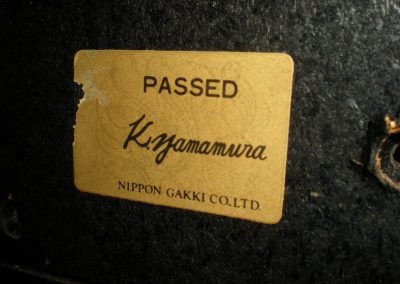 PASSED
K.Yamamura
NIPPON GAKKI CO.,LTD.